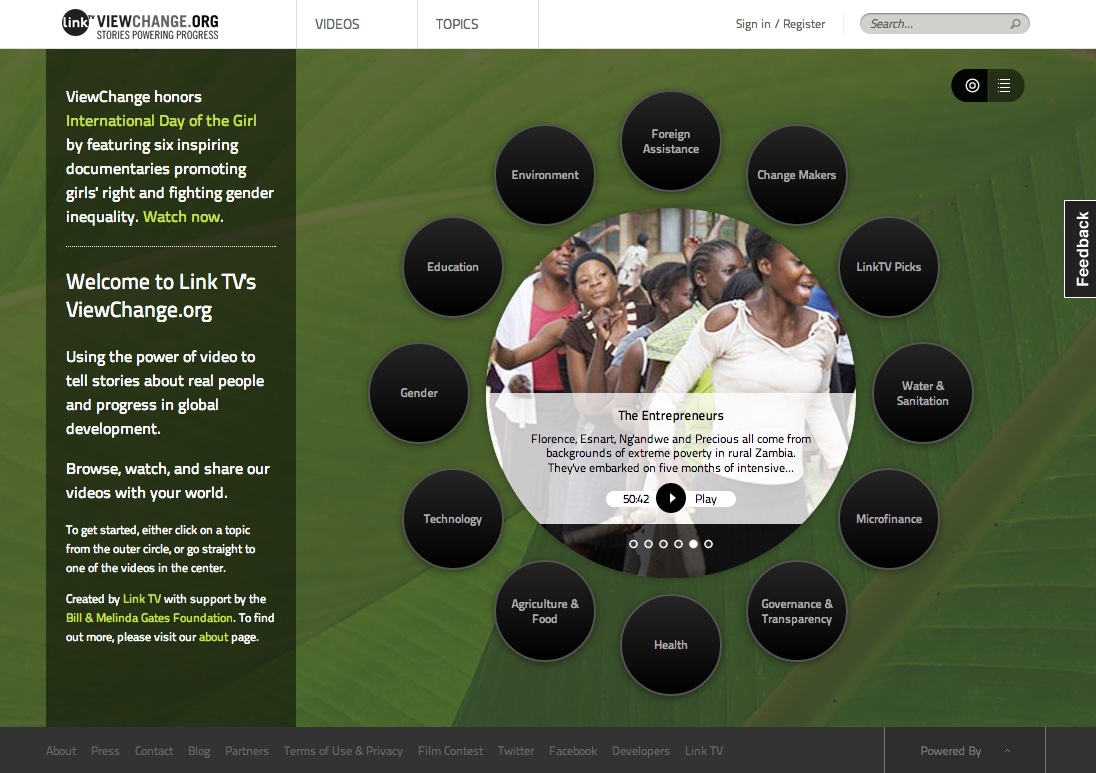 link TV VIEWCHANGE.ORG
STORIES POWERING PROGRESS
VIDEOS
TOPICS
Sign in / Register
Search...
ViewChange honors
International Day of the Girl
by featuring six inspiring
documentaries promoting
girls' right and fighting gender
inequality. Watch now.
Welcome to Link TV's
ViewChange.org
Using the power of video to
tell stories about real people
and progress in global
development.
Browse, watch, and share our
videos with your world.
To get started, either click on a topic
from the outer circle, or go straight to
one of the videos in the center.
Created by Link TV with support by the
Bill & Melinda Gates Foundation. To find
out more, please visit our about page.
Foreign
Assistance
Environment
Change Makers
Education
LinkTV Picks
Gender
Water &
Sanitation
Technology
Microfinance
Agriculture &
Food
Governance &
Transparency
Health
The Entrepreneurs
Florence, Esnart, Ng'andwe and Precious all come from
backgrounds of extreme poverty in rural Zambia.
They've embarked on five months of intensive...
50:42
Play
Feedback
About Press Contact Blog Partners Terms of Use & Privacy Film Contest Twitter Facebook Developers Link TV
Powered By